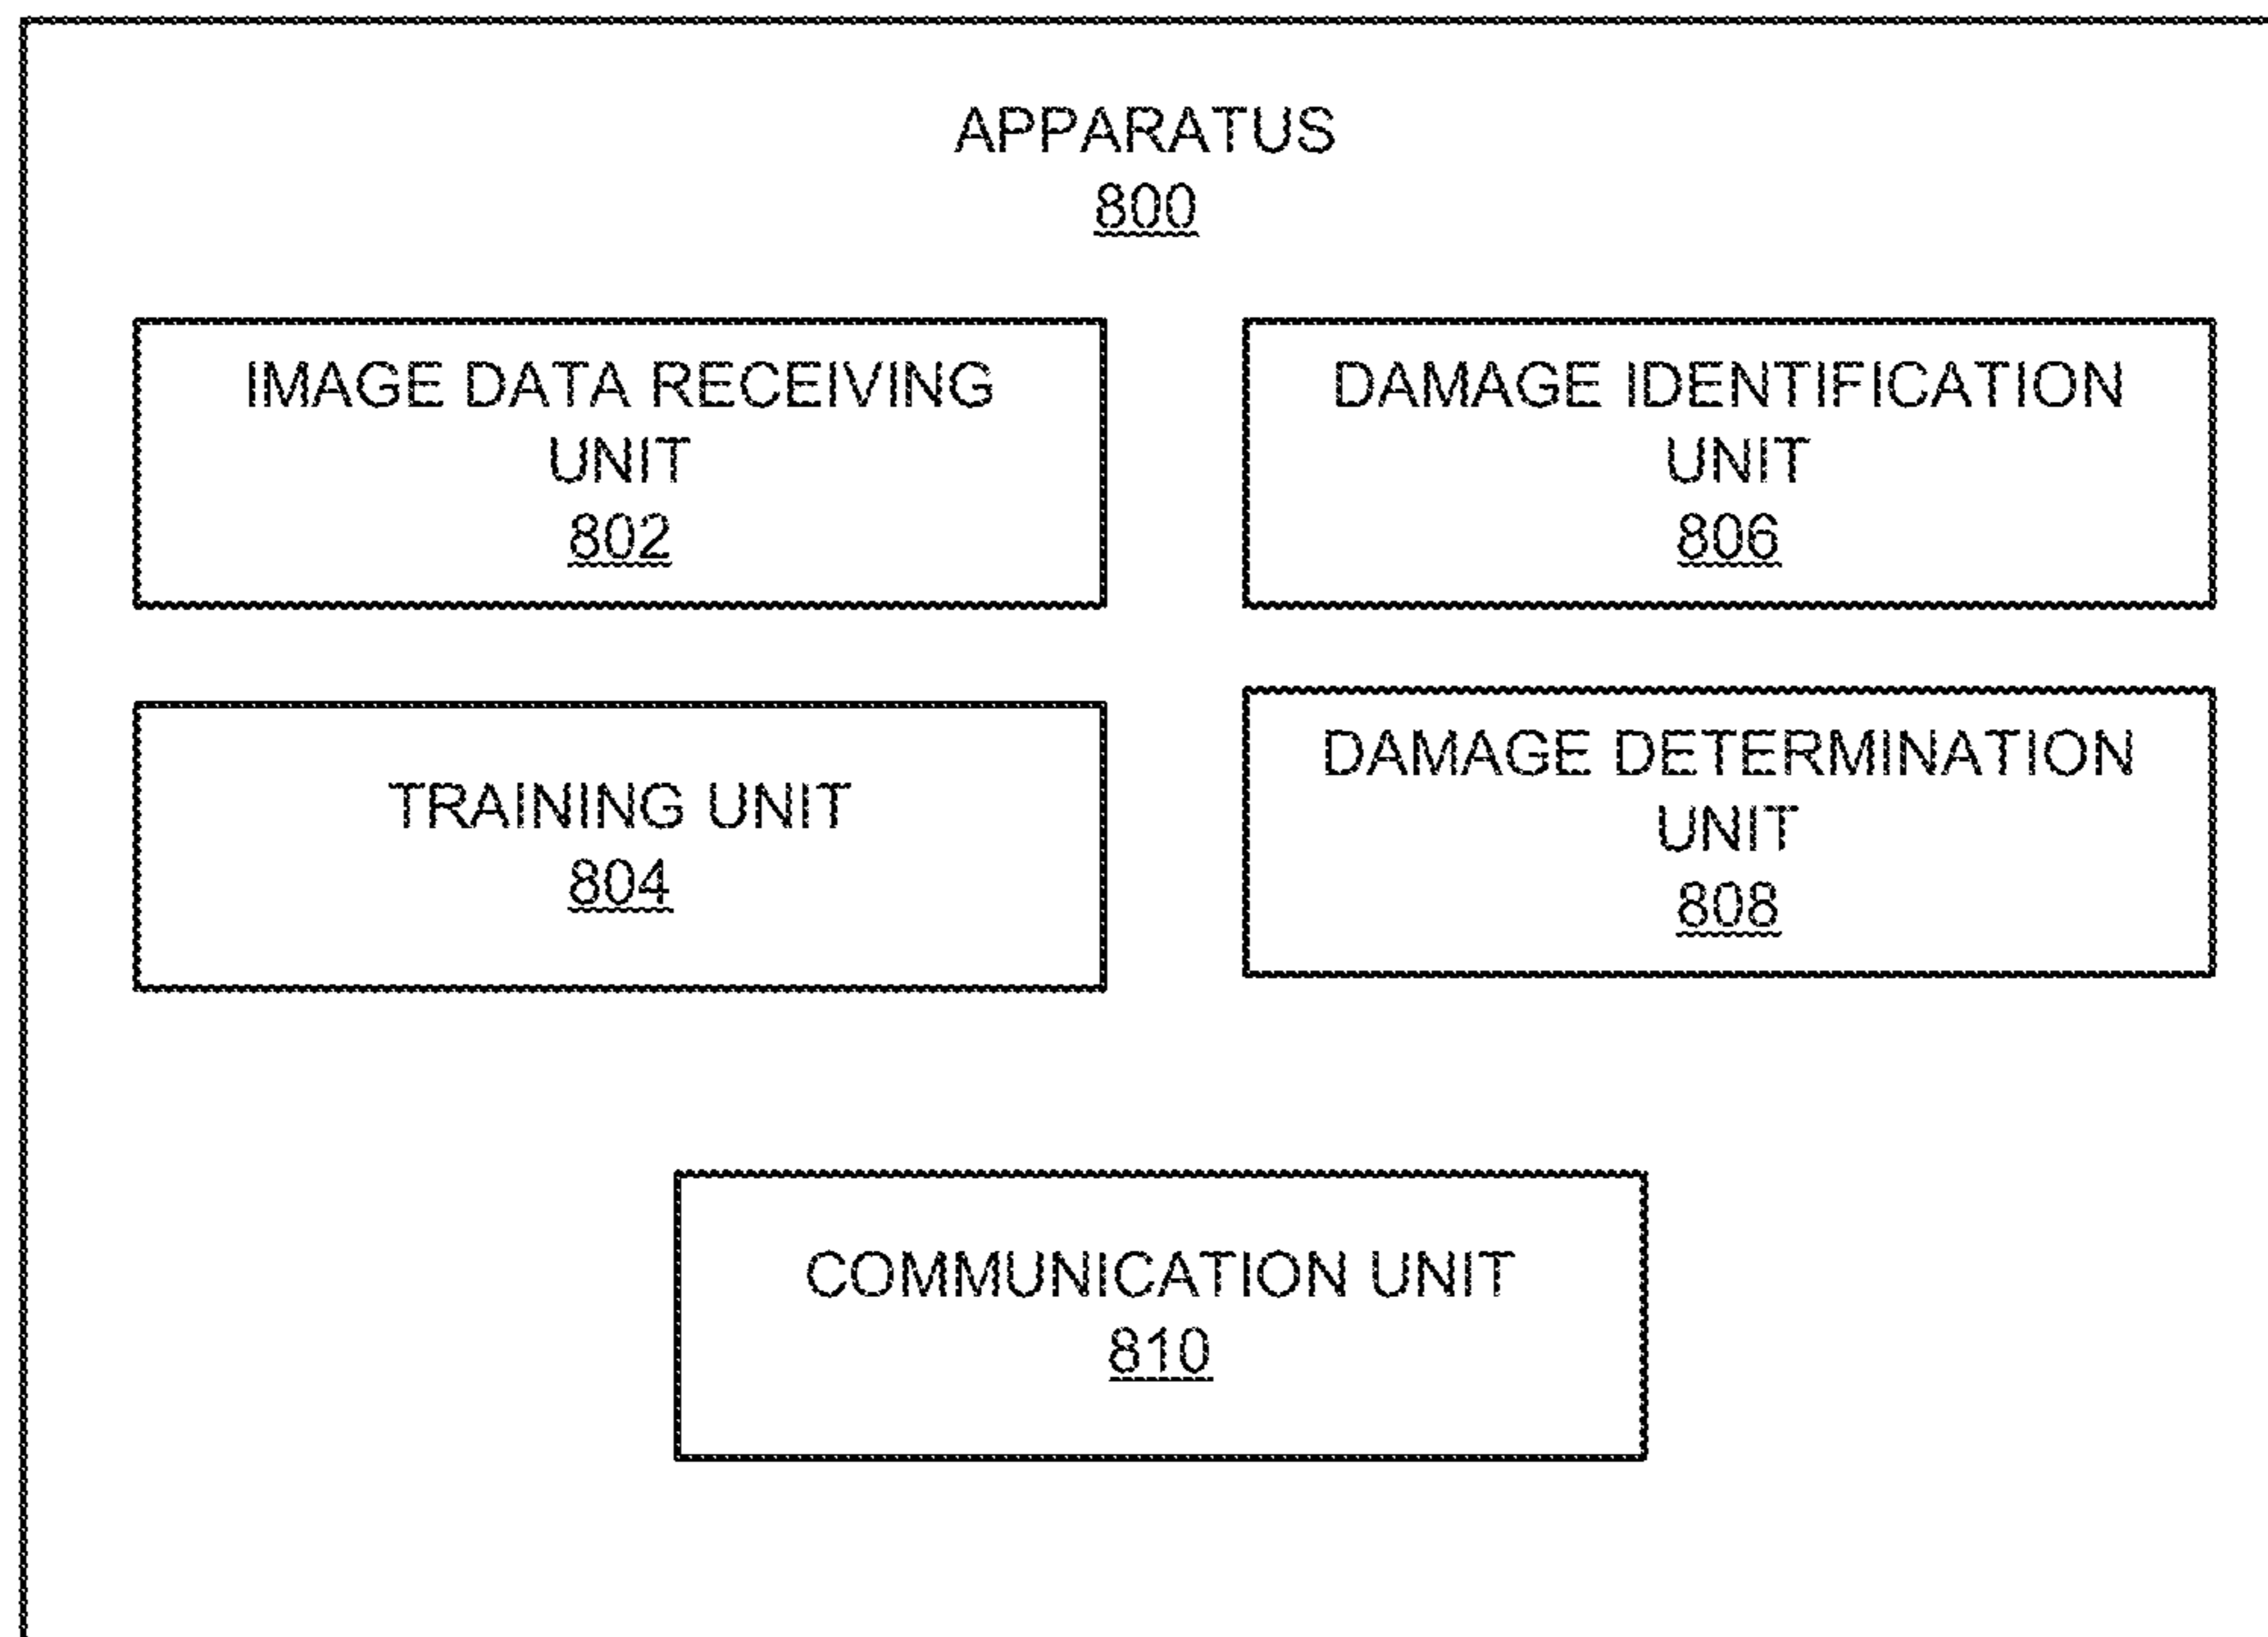 APPARATUS
800
IMAGE DATA RECEIVING
UNIT
802
DAMAGE IDENTIFICATION
UNIT
806
TRAINING UNIT
804
DAMAGE DETERMINATION
UNIT
808
COMMUNICATION UNIT
810